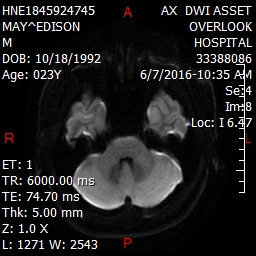 HNE1845924745
MAY^EDISON
M
DOB: 10/18/1992
Age: 023Y
A
AX DWI ASSET
OVERLOOK
HOSPITAL
33388086
6/7/2016-10:35 AM
Se:4
Im:8
Loc: I 6.47
R
L
ET: 1
TR: 6000.00 ms
TE: 74.70 ms
Thk: 5.00 mm
Z: 1.0 X
L: 1271 W: 2543
P